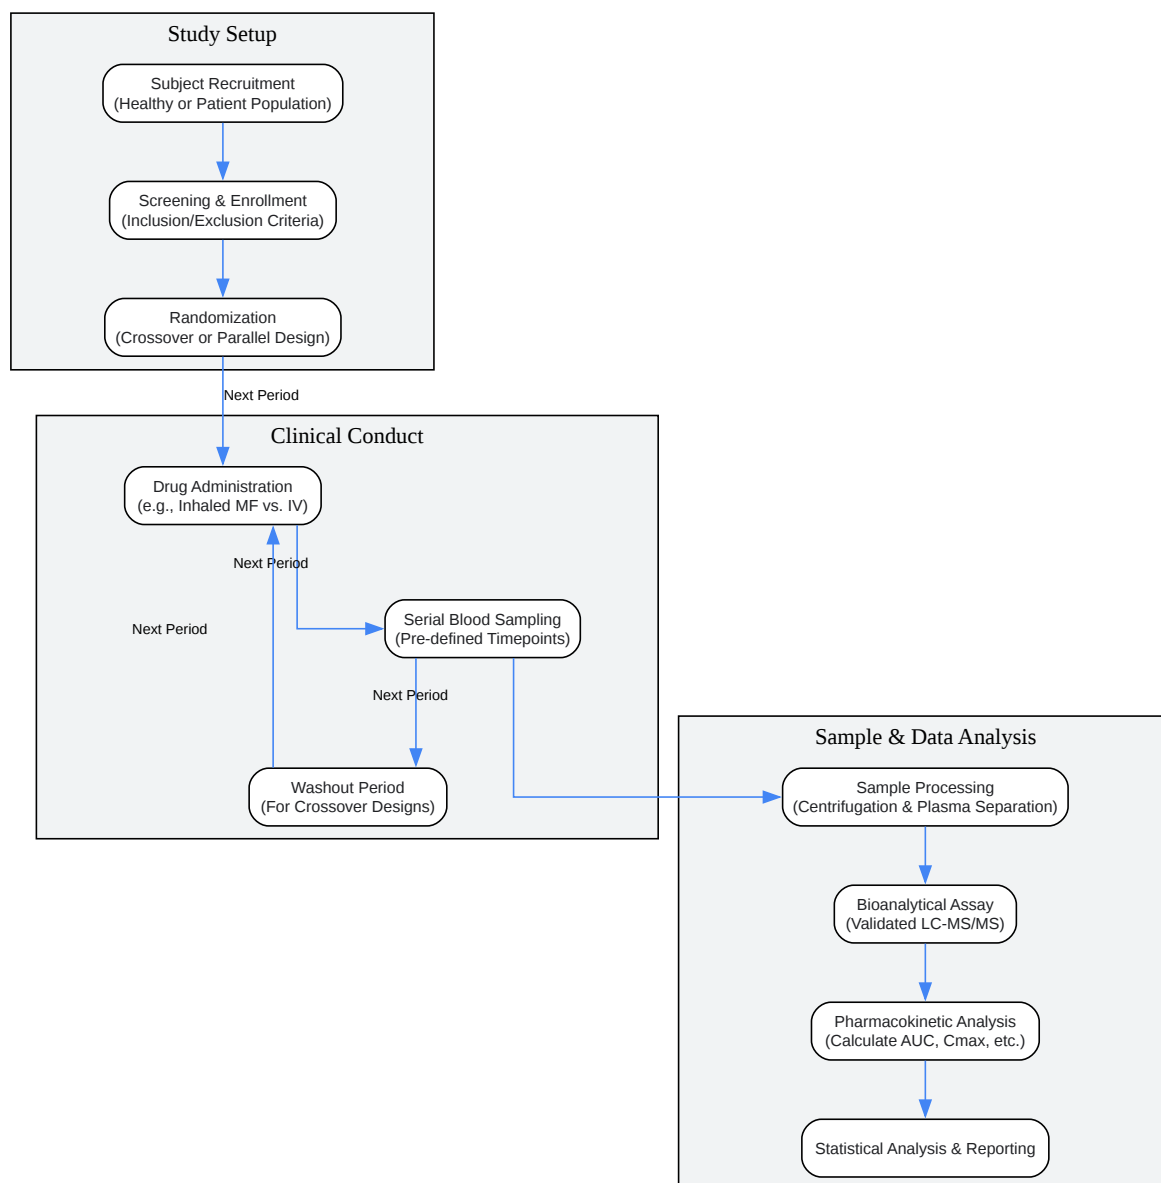 Study Setup
Subject Recruitment
(Healthy or Patient Population)
Screening & Enrollment
(Inclusion/Exclusion Criteria)
Randomization
(Crossover or Parallel Design)
Next Period
Clinical Conduct
Drug Administration
(e.g., Inhaled MF vs. IV)
Next Period
Serial Blood Sampling
(Pre-defined Timepoints)
Next Period
Next Period
Washout Period
(For Crossover Designs)
Sample & Data Analysis
Sample Processing
(Centrifugation & Plasma Separation)
Bioanalytical Assay
(Validated LC-MS/MS)
Pharmacokinetic Analysis
(Calculate AUC, Cmax, etc.)
Statistical Analysis & Reporting